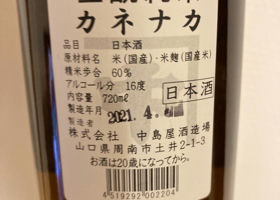 生酛純米
カネナカ
品目 日本酒
原材料名 米(国産)・米麹(国産米)
精米歩合 60%
アルコール分 16度
内容量 720ml
日本酒
製造年月 2021. 4.
製造者
株式会社 中島屋酒造場
山口県周南市土井2-1-3
お酒は20歳になってから。
4519292002204